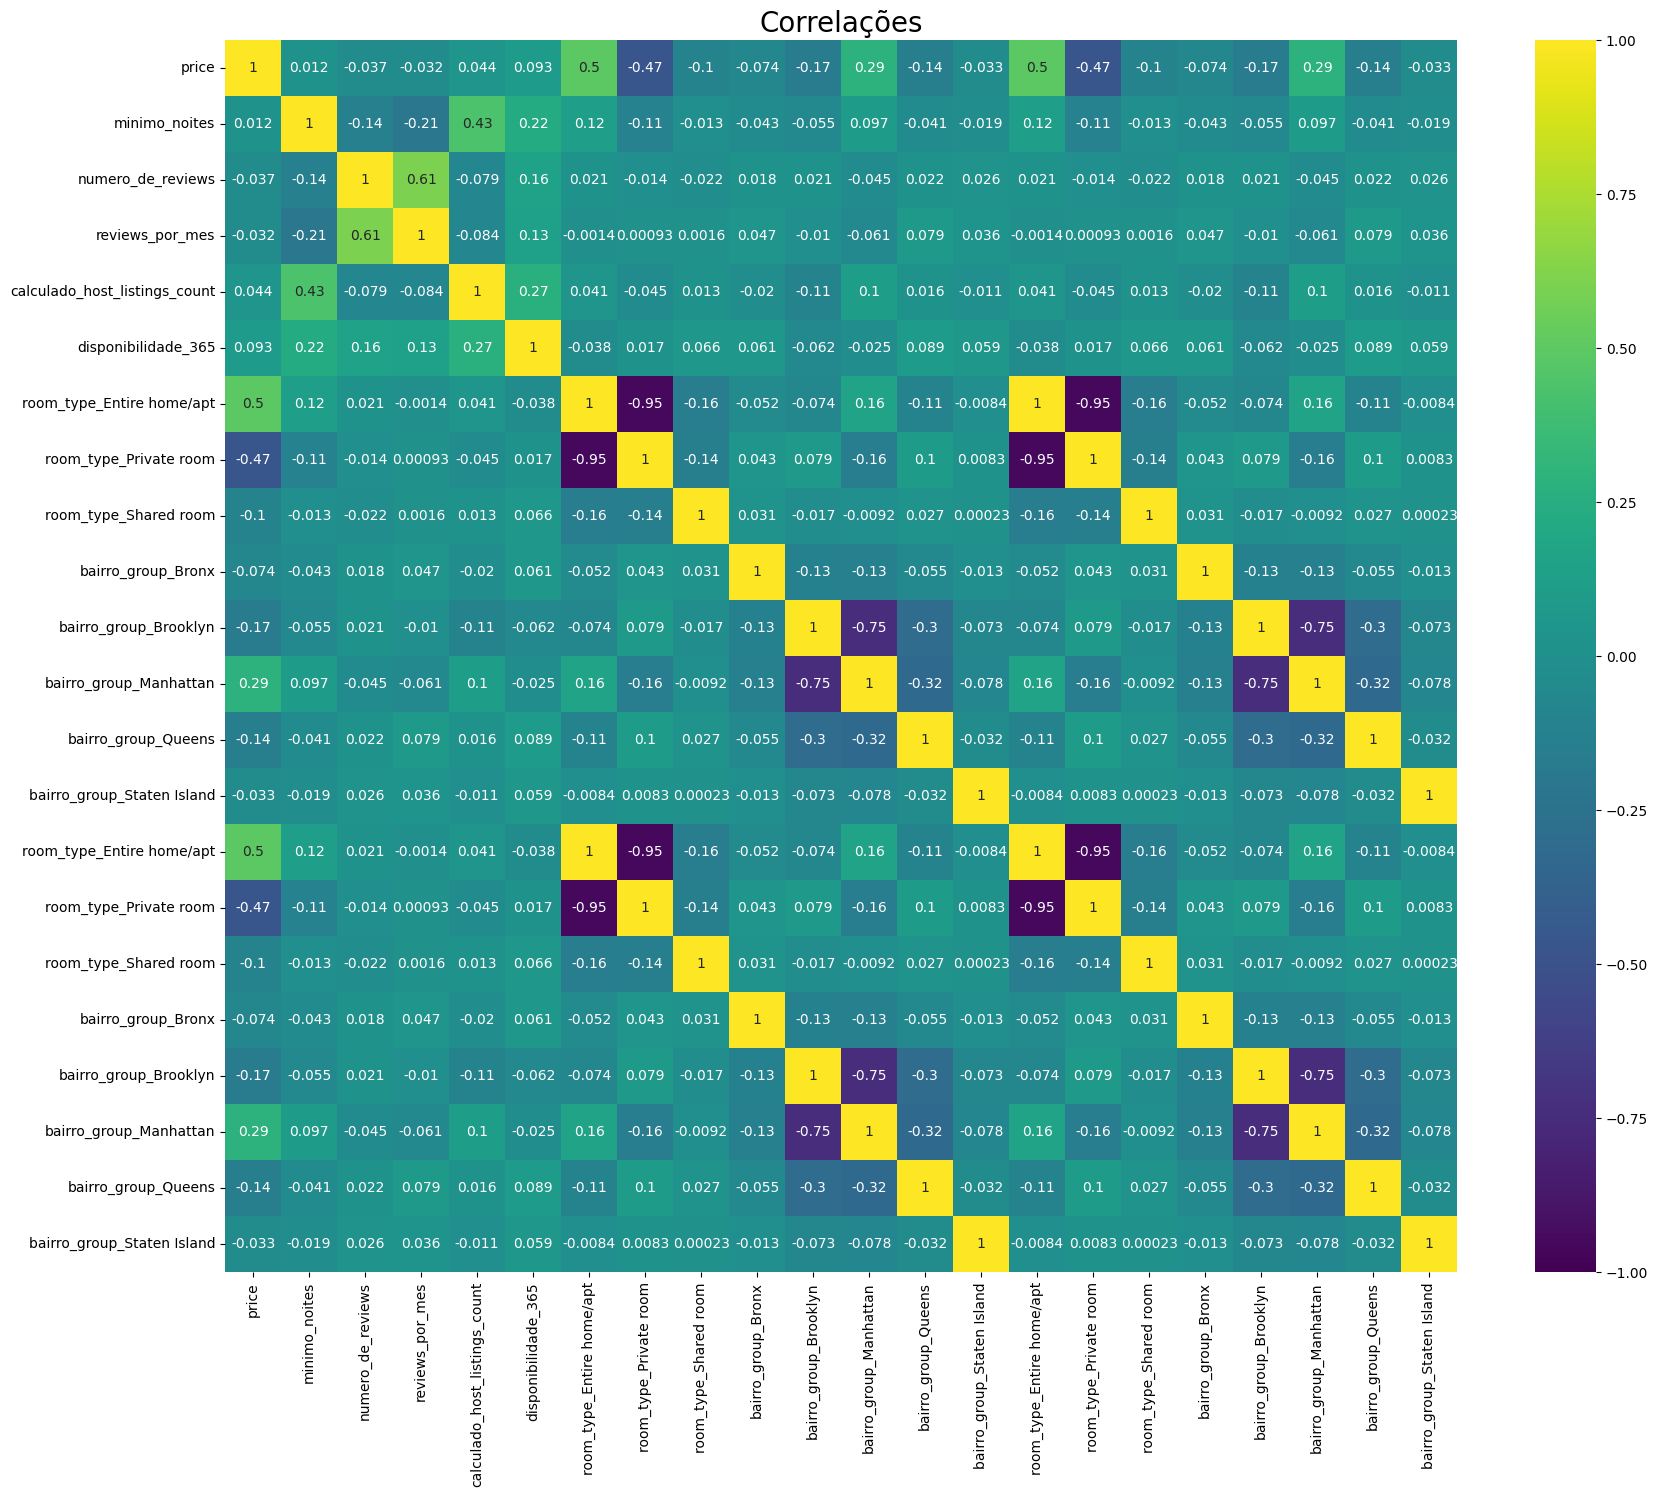 Correlações
price 1 0.012 -0.037 -0.032 0.044 0.093 0.5 -0.47 -0.1 -0.074 -0.17 0.29 -0.14 -0.033 0.5 -0.47 -0.1 -0.074 -0.17 0.29 -0.14 -0.033
minimo_noites 0.012 1 -0.14 -0.21 0.43 0.22 0.12 -0.11 -0.013 -0.043 -0.055 0.097 -0.041 -0.019 0.12 -0.11 -0.013 -0.043 -0.055 0.097 -0.041 -0.019
numero_de_reviews -0.037 -0.14 1 0.61 -0.079 0.16 0.021 -0.014 -0.022 0.018 0.021 -0.045 0.022 0.026 0.021 -0.014 -0.022 0.018 0.021 -0.045 0.022 0.026
reviews_por_mes -0.032 -0.21 0.61 1 -0.084 0.13 -0.0014 0.00093 0.0016 0.047 -0.01 -0.061 0.079 0.036 -0.0014 0.00093 0.0016 0.047 -0.01 -0.061 0.079 0.036
calculado_host_listings_count 0.044 0.43 -0.079 -0.084 1 0.27 0.041 -0.045 0.013 -0.02 -0.11 0.1 0.016 -0.011 0.041 -0.045 0.013 -0.02 -0.11 0.1 0.016 -0.011
disponibilidade_365 0.093 0.22 0.16 0.13 0.27 1 -0.038 0.017 0.066 0.061 -0.062 -0.025 0.089 0.059 -0.038 0.017 0.066 0.061 -0.062 -0.025 0.089 0.059
room_type_Entire home/apt 0.5 0.12 0.021 -0.0014 0.041 -0.038 1 -0.95 -0.16 -0.052 -0.074 0.16 -0.11 -0.0084 1 -0.95 -0.16 -0.052 -0.074 0.16 -0.11 -0.0084
room_type_Private room -0.47 -0.11 -0.014 0.00093 -0.045 0.017 -0.95 1 -0.14 0.043 0.079 -0.16 0.1 0.0083 -0.95 1 -0.14 0.043 0.079 -0.16 0.1 0.0083
room_type_Shared room -0.1 -0.013 -0.022 0.0016 0.013 0.066 -0.16 -0.14 1 0.031 -0.017 -0.0092 0.027 0.00023 -0.16 -0.14 1 0.031 -0.017 -0.0092 0.027 0.00023
bairro_group_Bronx -0.074 -0.043 0.018 0.047 -0.02 0.061 -0.052 0.043 0.031 1 -0.13 -0.13 -0.055 -0.013 -0.052 0.043 0.031 1 -0.13 -0.13 -0.055 -0.013
bairro_group_Brooklyn -0.17 -0.055 0.021 -0.01 -0.11 -0.062 -0.074 0.079 -0.017 -0.13 1 -0.75 -0.3 -0.073 -0.074 0.079 -0.017 -0.13 1 -0.75 -0.3 -0.073
bairro_group_Manhattan 0.29 0.097 -0.045 -0.061 0.1 -0.025 0.16 -0.16 -0.0092 -0.13 -0.75 1 -0.32 -0.078 0.16 -0.16 -0.0092 -0.13 -0.75 1 -0.32 -0.078
bairro_group_Queens -0.14 -0.041 0.022 0.079 0.016 0.089 -0.11 0.1 0.027 -0.055 -0.3 -0.32 1 -0.032 -0.11 0.1 0.027 -0.055 -0.3 -0.32 1 -0.032
bairro_group_Staten Island -0.033 -0.019 0.026 0.036 -0.011 0.059 -0.0084 0.0083 0.00023 -0.013 -0.073 -0.078 -0.032 1 -0.0084 0.0083 0.00023 -0.013 -0.073 -0.078 -0.032 1
room_type_Entire home/apt 0.5 0.12 0.021 -0.0014 0.041 -0.038 1 -0.95 -0.16 -0.052 -0.074 0.16 -0.11 -0.0084 1 -0.95 -0.16 -0.052 -0.074 0.16 -0.11 -0.0084
room_type_Private room -0.47 -0.11 -0.014 0.00093 -0.045 0.017 -0.95 1 -0.14 0.043 0.079 -0.16 0.1 0.0083 -0.95 1 -0.14 0.043 0.079 -0.16 0.1 0.0083
room_type_Shared room -0.1 -0.013 -0.022 0.0016 0.013 0.066 -0.16 -0.14 1 0.031 -0.017 -0.0092 0.027 0.00023 -0.16 -0.14 1 0.031 -0.017 -0.0092 0.027 0.00023
bairro_group_Bronx -0.074 -0.043 0.018 0.047 -0.02 0.061 -0.052 0.043 0.031 1 -0.13 -0.13 -0.055 -0.013 -0.052 0.043 0.031 1 -0.13 -0.13 -0.055 -0.013
bairro_group_Brooklyn -0.17 -0.055 0.021 -0.01 -0.11 -0.062 -0.074 0.079 -0.017 -0.13 1 -0.75 -0.3 -0.073 -0.074 0.079 -0.017 -0.13 1 -0.75 -0.3 -0.073
bairro_group_Manhattan 0.29 0.097 -0.045 -0.061 0.1 -0.025 0.16 -0.16 -0.0092 -0.13 -0.75 1 -0.32 -0.078 0.16 -0.16 -0.0092 -0.13 -0.75 1 -0.32 -0.078
bairro_group_Queens -0.14 -0.041 0.022 0.079 0.016 0.089 -0.11 0.1 0.027 -0.055 -0.3 -0.32 1 -0.032 -0.11 0.1 0.027 -0.055 -0.3 -0.32 1 -0.032
bairro_group_Staten Island -0.033 -0.019 0.026 0.036 -0.011 0.059 -0.0084 0.0083 0.00023 -0.013 -0.073 -0.078 -0.032 1 -0.0084 0.0083 0.00023 -0.013 -0.073 -0.078 -0.032 1
price
minimo_noites
numero_de_reviews
reviews_por_mes
calculado_host_listings_count
disponibilidade_365
room_type_Entire home/apt
room_type_Private room
room_type_Shared room
bairro_group_Bronx
bairro_group_Brooklyn
bairro_group_Manhattan
bairro_group_Queens
bairro_group_Staten Island
room_type_Entire home/apt
room_type_Private room
room_type_Shared room
bairro_group_Bronx
bairro_group_Brooklyn
bairro_group_Manhattan
bairro_group_Queens
bairro_group_Staten Island
1.00
0.75
0.50
0.25
0.00
−0.25
−0.50
−0.75
−1.00